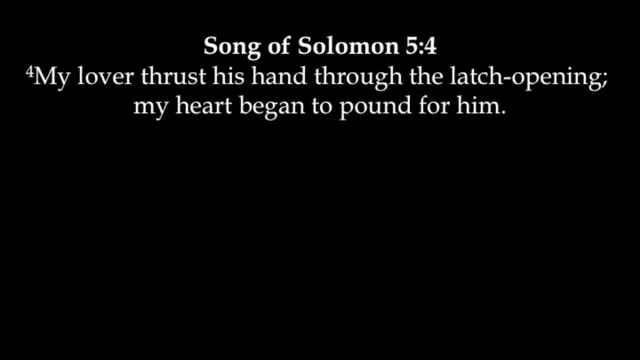 Song of Solomon 5:4
⁴My lover thrust his hand through the latch-opening;
my heart began to pound for him.